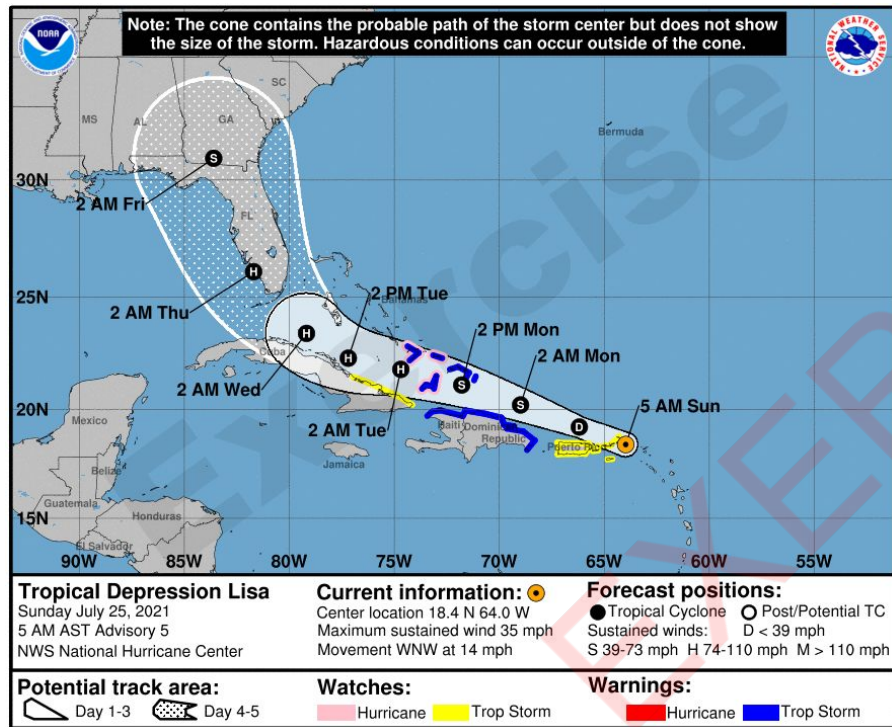 Note: The cone contains the probable path of the storm center but does not show
the size of the storm. Hazardous conditions can occur outside of the cone.
NOAA
NATIONAL WEATHER SERVICE
SC
MS
AL
GA
Bermuda
30N
2 AM Fri
FL
25N
2 AM Thu
2 PM Tue
Bahamas
2 PM Mon
2 AM Mon
Cuba
2 AM Wed
20N
5 AM Sun
Mexico
2 AM Tue
Haiti
Dominican
Republic
Puerto Rico
Jamaica
Belize
Guatemala
Honduras
15N
El Salvador
90W
85W
80W
75W
70W
65W
60W
55W
Exercise
EXER
Tropical Depression Lisa
Sunday July 25, 2021
5 AM AST Advisory 5
NWS National Hurricane Center
Current information:
Center location 18.4 N 64.0 W
Maximum sustained wind 35 mph
Movement WNW at 14 mph
Forecast positions:
Tropical Cyclone
Post/Potential TC
Sustained winds: D < 39 mph
S 39-73 mph H 74-110 mph M > 110 mph
Potential track area:
Day 1-3
Day 4-5
Watches:
Hurricane
Trop Storm
Warnings:
Hurricane
Trop Storm
S
H
H
H
H
S
S
D